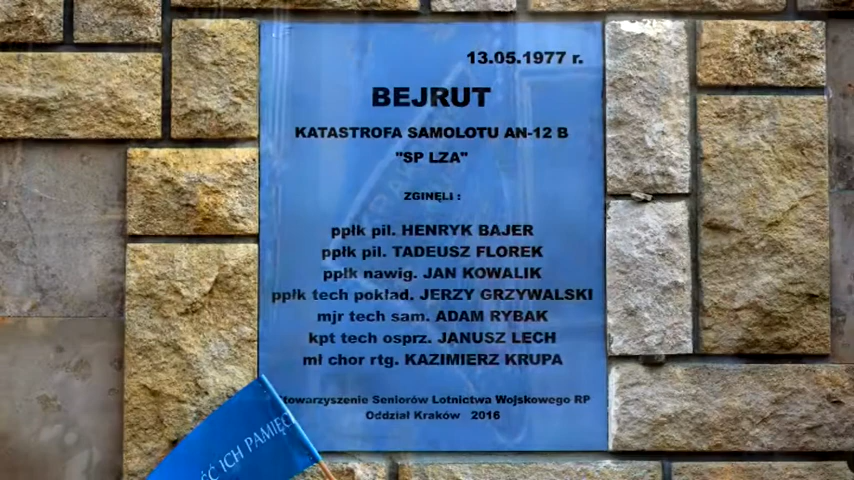 13.05.1977 r.
BEJRUT
KATASTROFA SAMOLOTU AN-12 B
"SP LZA"
ZGINĘLI :
ppłk pil. HENRYK BAJER
ppłk pil. TADEUSZ FLOREK
ppłk nawig. JAN KOWALIK
ppłk tech pokład. JERZY GRZYWALSKI
mjr tech sam. ADAM RYBAK
kpt tech osprz. JANUSZ LECH
mł chor rtg. KAZIMIERZ KRUPA
Stowarzyszenie Seniorów Lotnictwa Wojskowego RP
Oddział Kraków 2016
ICH PAMIĘCI